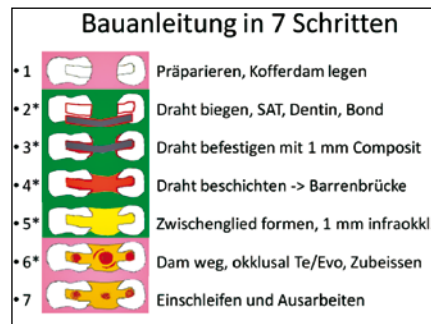 Bauanleitung in 7 Schritten
• 1 Präparieren, Kofferdam legen
• 2* Draht biegen, SAT, Dentin, Bond
• 3* Draht befestigen mit 1 mm Composit
• 4* Draht beschichten -> Barrenbrücke
• 5* Zwischenglied formen, 1 mm infraokkl
• 6* Dam weg, okklusal Te/Evo, Zubeissen
• 7 Einschleifen und Ausarbeiten